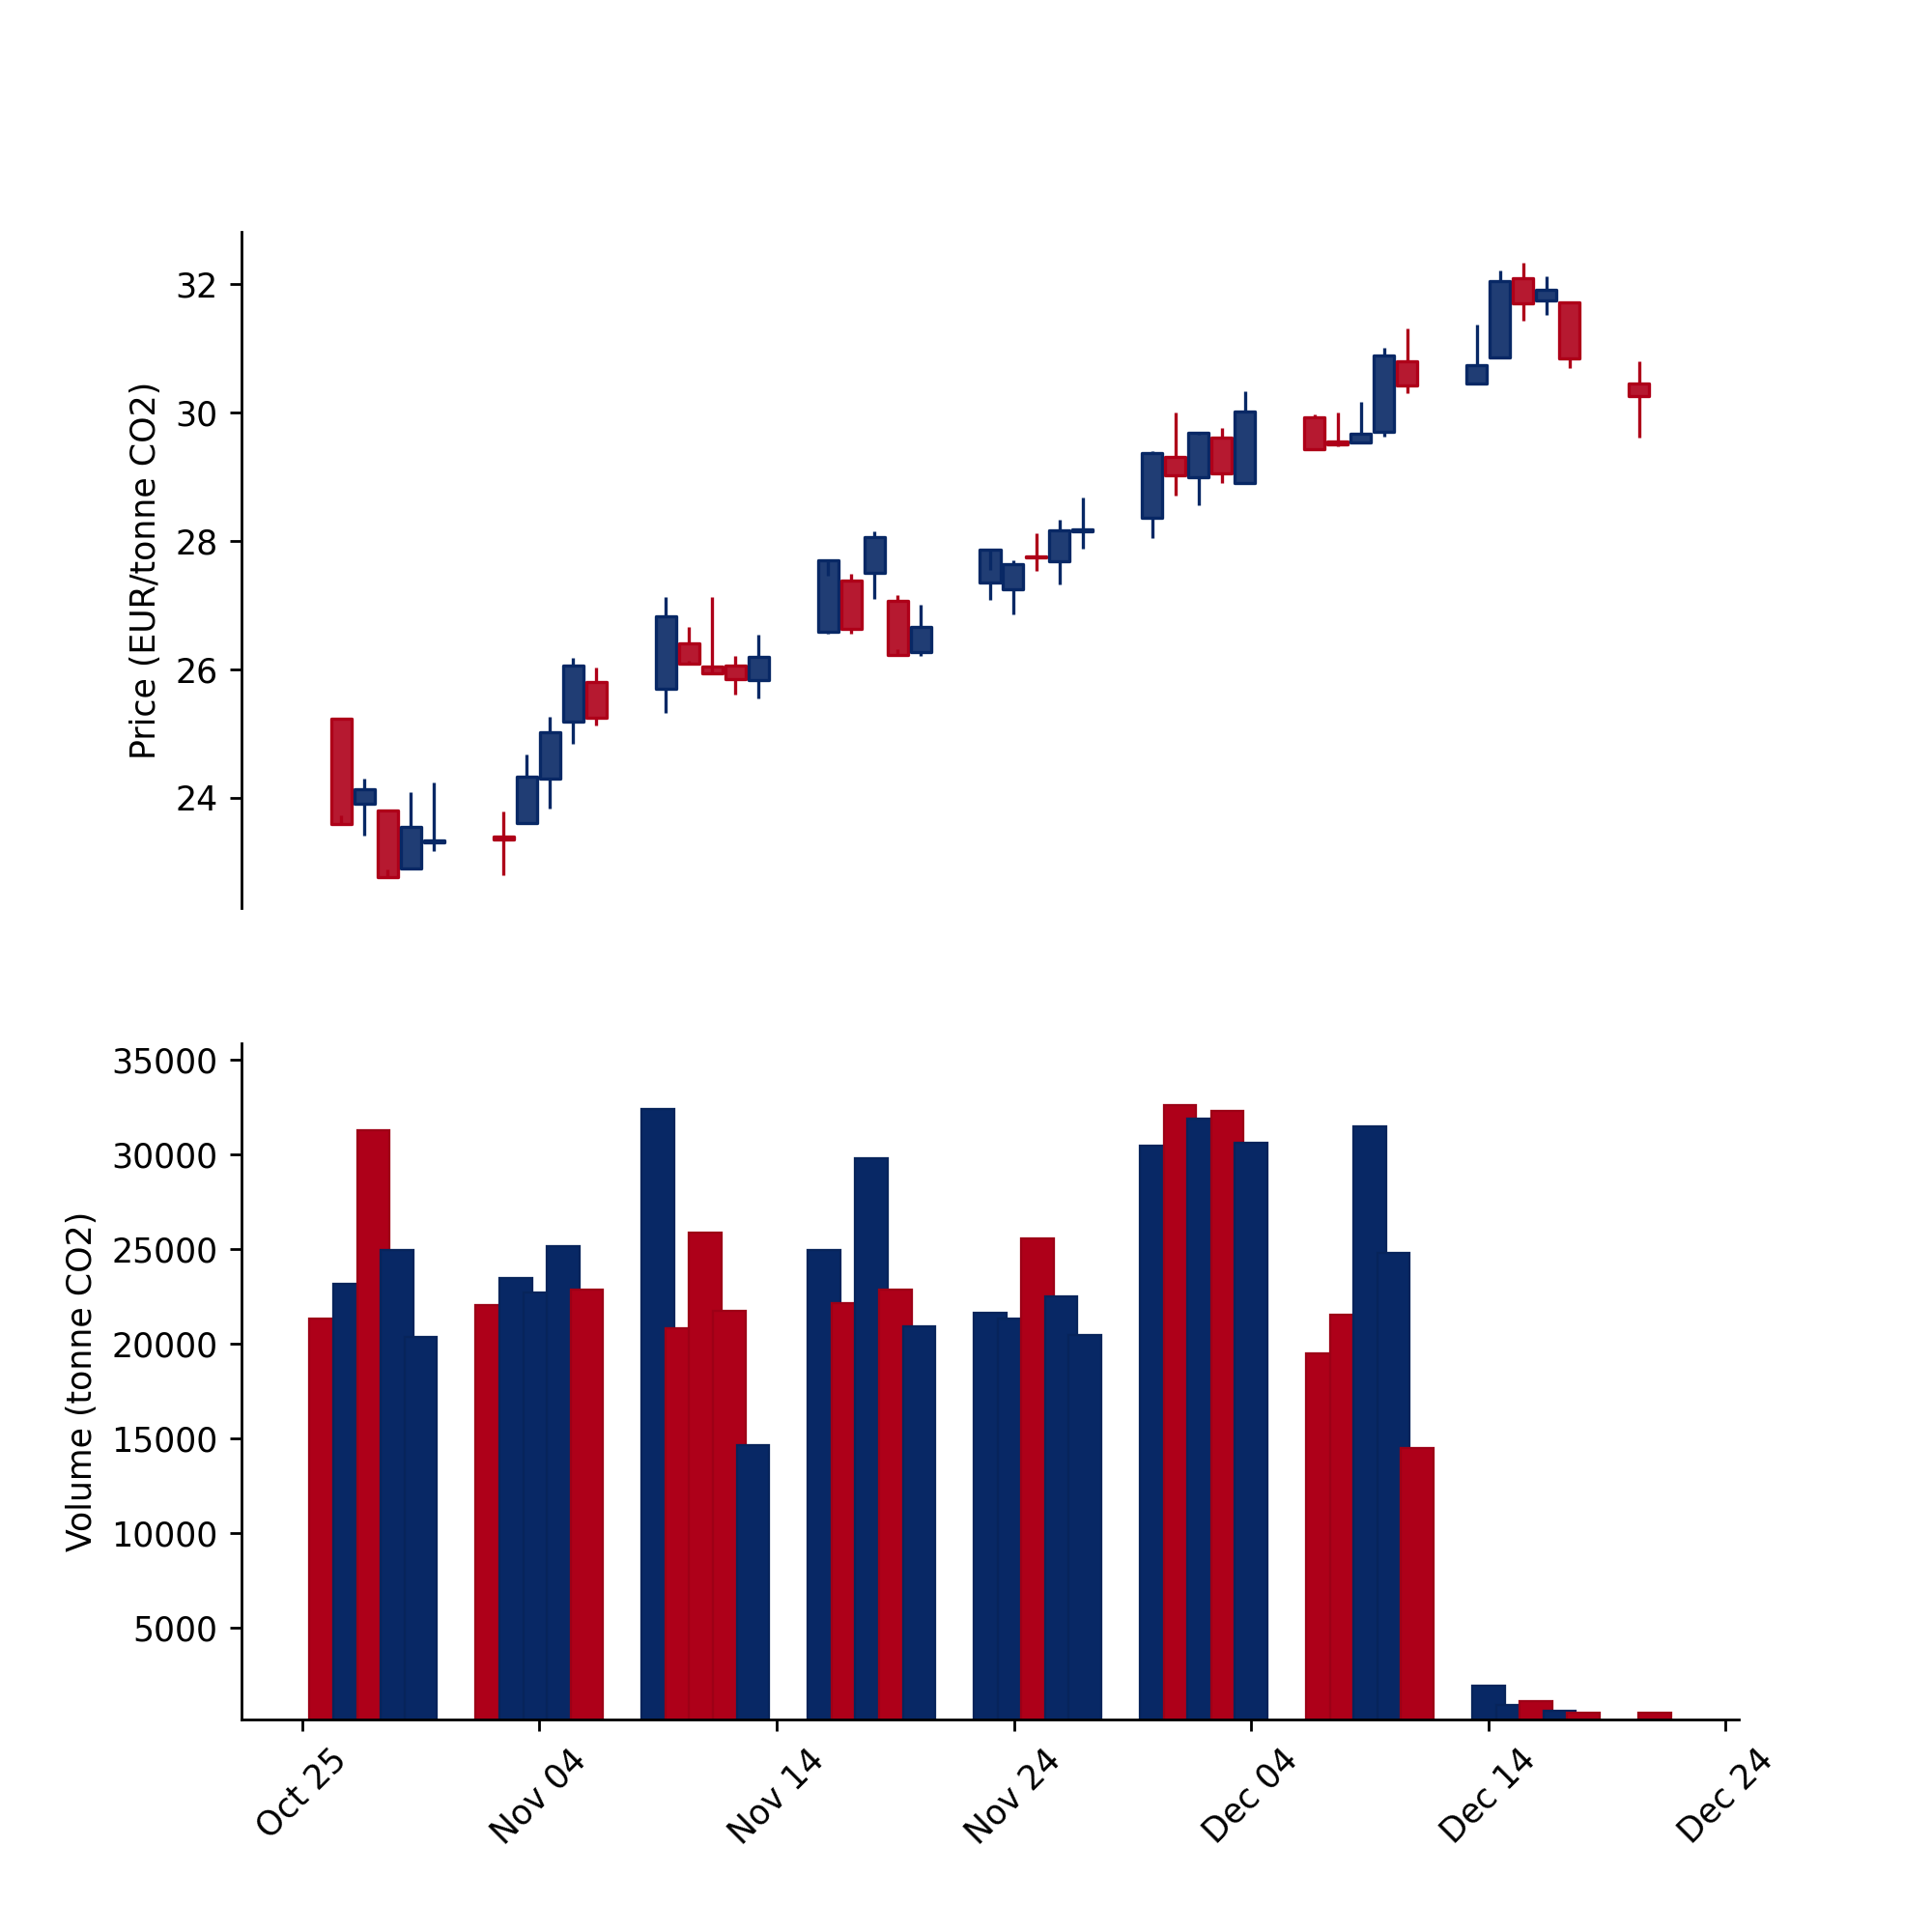 32
30
28
26
24
Price (EUR/tonne CO2)
35000
30000
25000
20000
15000
10000
5000
Volume (tonne CO2)
Oct 25
Nov 04
Nov 14
Nov 24
Dec 04
Dec 14
Dec 24